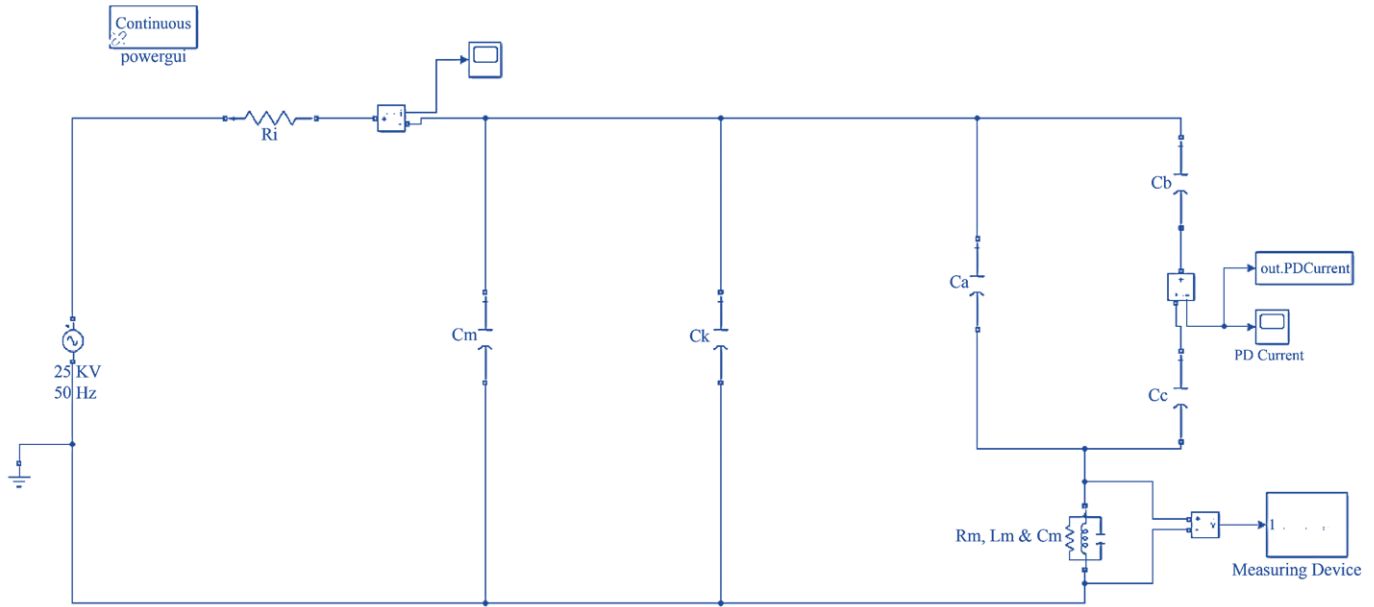 Continuous
powergui
Ri
Cb
out.PDCurrent
Ca
Cm
Ck
PD Current
25 KV
50 Hz
Cc
Rm, Lm & Cm
v
1
Measuring Device